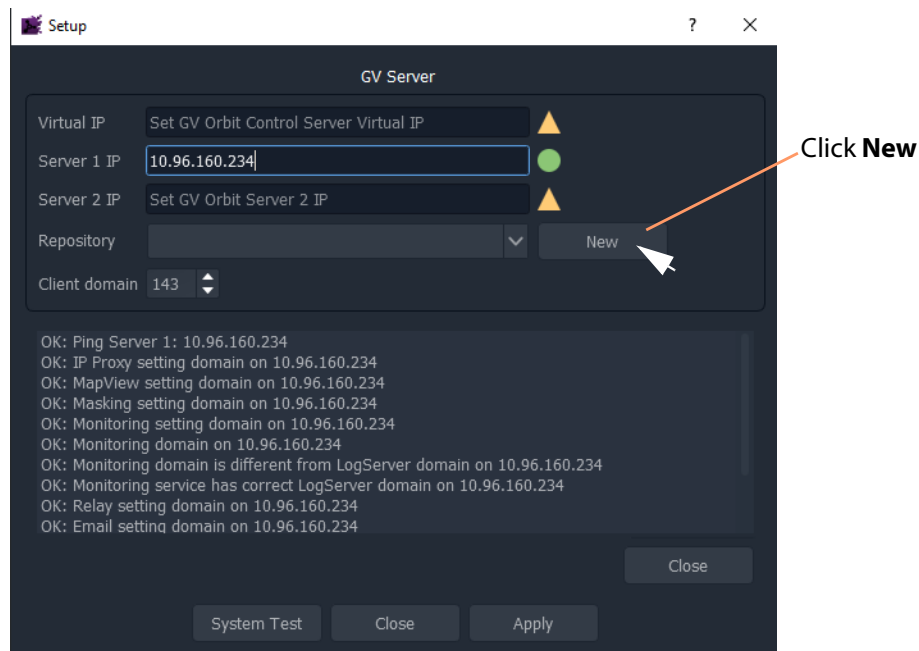 Setup
?
GV Server
Virtual IP Set GV Orbit Control Server Virtual IP
Server 1 IP 10.96.160.234
Click New
Server 2 IP Set GV Orbit Server 2 IP
Repository New
Client domain 143
OK: Ping Server 1: 10.96.160.234
OK: IP Proxy setting domain on 10.96.160.234
OK: MapView setting domain on 10.96.160.234
OK: Masking setting domain on 10.96.160.234
OK: Monitoring setting domain on 10.96.160.234
OK: Monitoring domain on 10.96.160.234
OK: Monitoring domain is different from LogServer domain on 10.96.160.234
OK: Monitoring service has correct LogServer domain on 10.96.160.234
OK: Relay setting domain on 10.96.160.234
OK: Email setting domain on 10.96.160.234
Close
System Test Close Apply